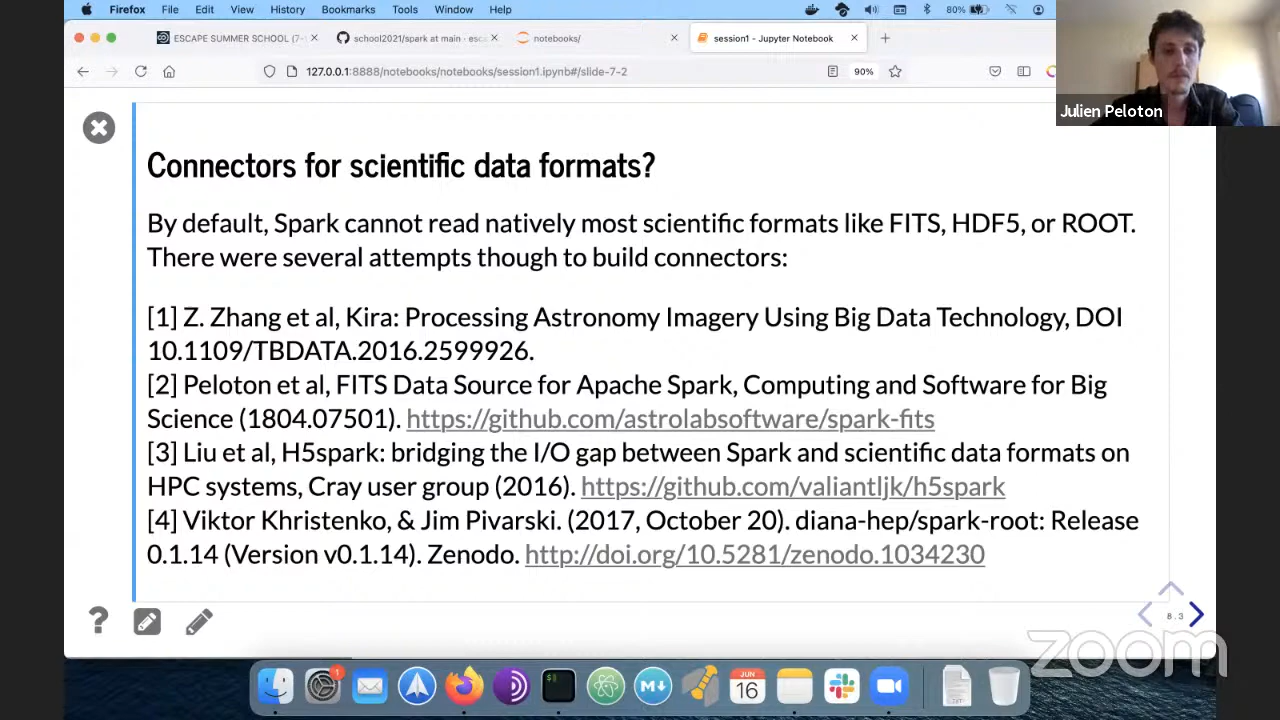 Firefox File Edit View History Bookmarks Tools Window Help 80%
ESCAPE SUMMER SCHOOL (7- school2021/spark at main · esca notebooks/ session1 - Jupyter Notebook
127.0.0.1:8888/notebooks/notebooks/session1.ipynb#/slide-7-2 90%
Julien Peloton
Connectors for scientific data formats?
By default, Spark cannot read natively most scientific formats like FITS, HDF5, or ROOT.
There were several attempts though to build connectors:
[1] Z. Zhang et al, Kira: Processing Astronomy Imagery Using Big Data Technology, DOI
10.1109/TBDATA.2016.2599926.
[2] Peloton et al, FITS Data Source for Apache Spark, Computing and Software for Big
Science (1804.07501). https://github.com/astrolabsoftware/spark-fits
[3] Liu et al, H5spark: bridging the I/O gap between Spark and scientific data formats on
HPC systems, Cray user group (2016). https://github.com/valiantljk/h5spark
[4] Viktor Khristenko, & Jim Pivarski. (2017, October 20). diana-hep/spark-root: Release
0.1.14 (Version v0.1.14). Zenodo. http://doi.org/10.5281/zenodo.1034230
?
8.3
zoom
1
$
M
JUN
16